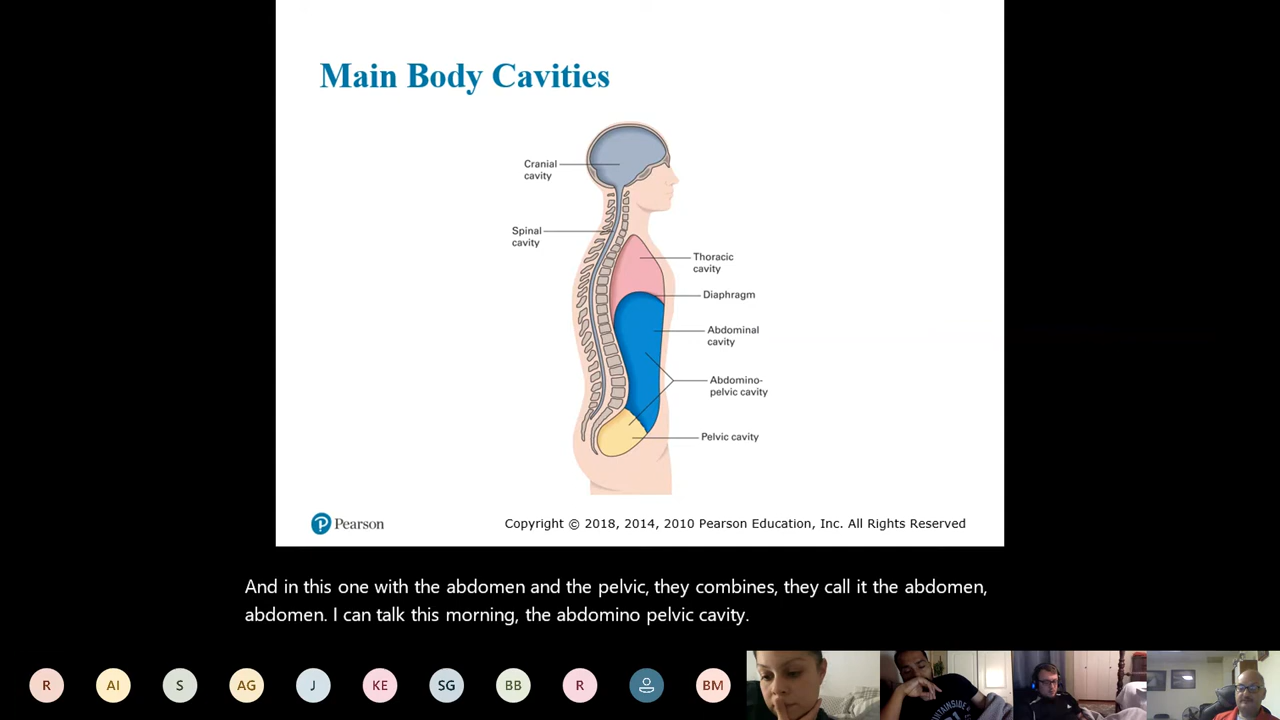 Main Body Cavities
Cranial
cavity
Spinal
cavity
Thoracic
cavity
Diaphragm
Abdominal
cavity
Abdomino-
pelvic cavity
Pelvic cavity
Pearson
Copyright © 2018, 2014, 2010 Pearson Education, Inc. All Rights Reserved
And in this one with the abdomen and the pelvic, they combines, they call it the abdomen,
abdomen. I can talk this morning, the abdomino pelvic cavity.
R AI S AG J KE SG BB R BM